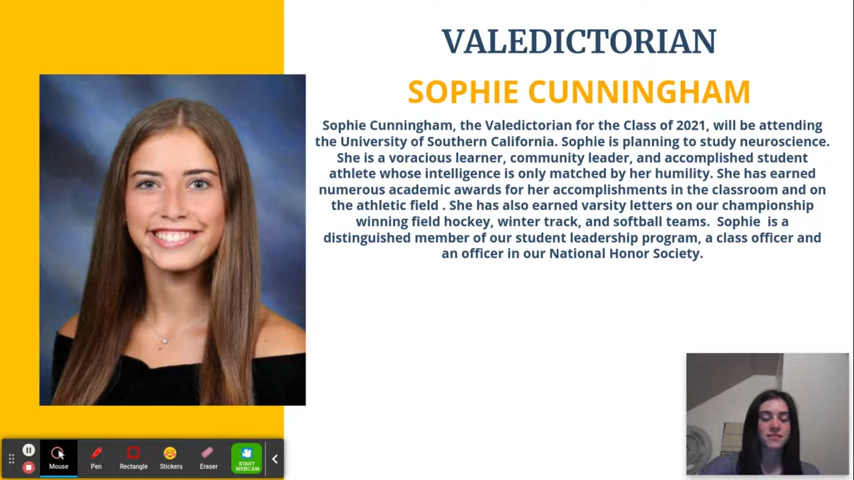 VALEDICTORIAN
SOPHIE CUNNINGHAM
Sophie Cunningham, the Valedictorian for the Class of 2021, will be attending
the University of Southern California. Sophie is planning to study neuroscience.
She is a voracious learner, community leader, and accomplished student
athlete whose intelligence is only matched by her humility. She has earned
numerous academic awards for her accomplishments in the classroom and on
the athletic field . She has also earned varsity letters on our championship
winning field hockey, winter track, and softball teams.  Sophie  is a
distinguished member of our student leadership program, a class officer and
an officer in our National Honor Society.
Mouse
Pen
Rectangle
Stickers
Eraser
START
WEBCAM